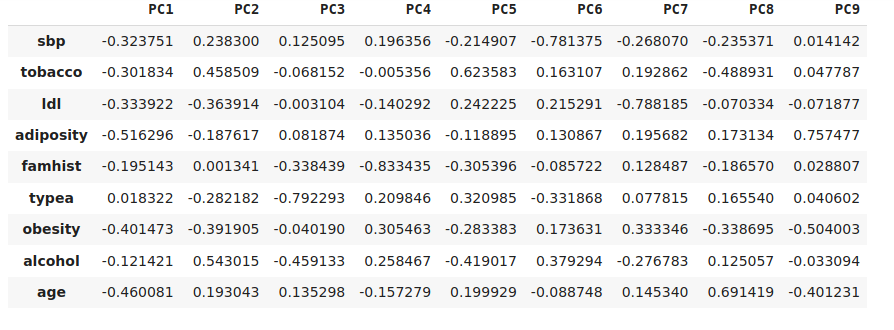 PC1 PC2 PC3 PC4 PC5 PC6 PC7 PC8 PC9
sbp -0.323751 0.238300 0.125095 0.196356 -0.214907 -0.781375 -0.268070 -0.235371 0.014142
tobacco -0.301834 0.458509 -0.068152 -0.005356 0.623583 0.163107 0.192862 -0.488931 0.047787
ldl -0.333922 -0.363914 -0.003104 -0.140292 0.242225 0.215291 -0.788185 -0.070334 -0.071877
adiposity -0.516296 -0.187617 0.081874 0.135036 -0.118895 0.130867 0.195682 0.173134 0.757477
famhist -0.195143 0.001341 -0.338439 -0.833435 -0.305396 -0.085722 0.128487 -0.186570 0.028807
typea 0.018322 -0.282182 -0.792293 0.209846 0.320985 -0.331868 0.077815 0.165540 0.040602
obesity -0.401473 -0.391905 -0.040190 0.305463 -0.283383 0.173631 0.333346 -0.338695 -0.504003
alcohol -0.121421 0.543015 -0.459133 0.258467 -0.419017 0.379294 -0.276783 0.125057 -0.033094
age -0.460081 0.193043 0.135298 -0.157279 0.199929 -0.088748 0.145340 0.691419 -0.401231